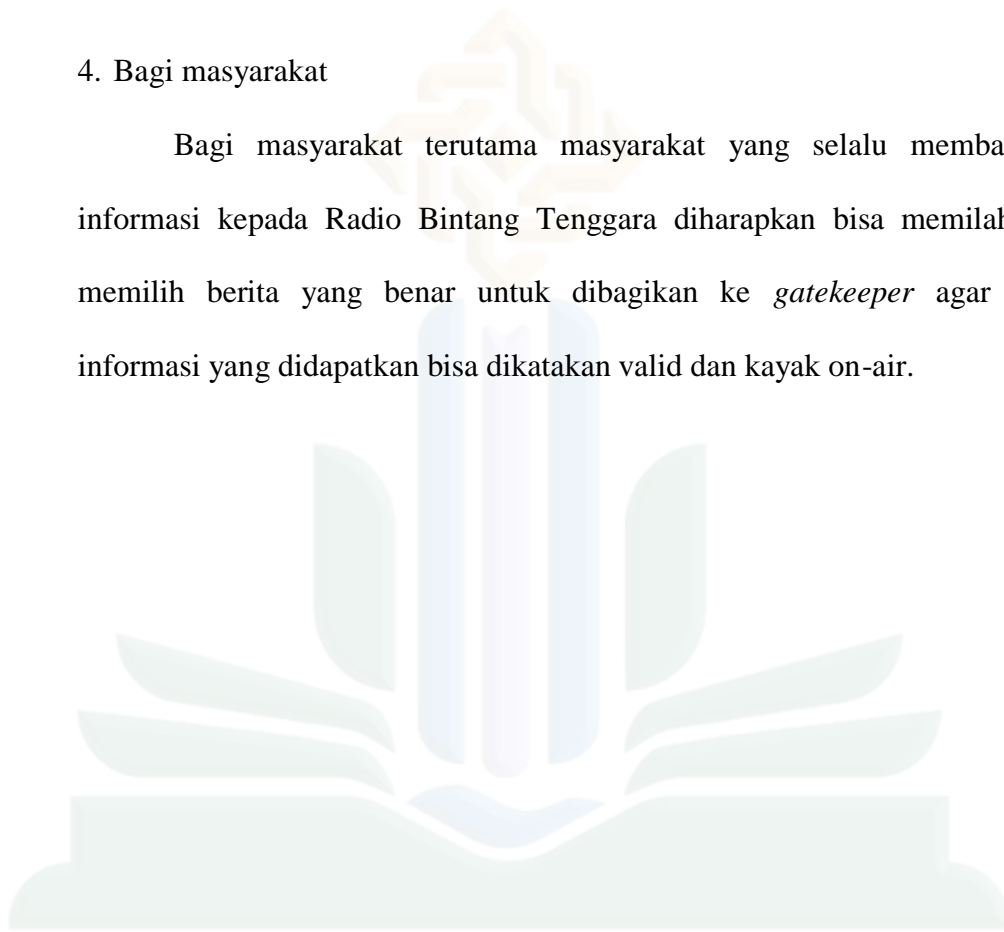 4. Bagi masyarakat
Bagi masyarakat terutama masyarakat yang selalu memba
informasi kepada Radio Bintang Tenggara diharapkan bisa memilah
memilih berita yang benar untuk dibagikan ke gatekeeper agar
informasi yang didapatkan bisa dikatakan valid dan kayak on-air.